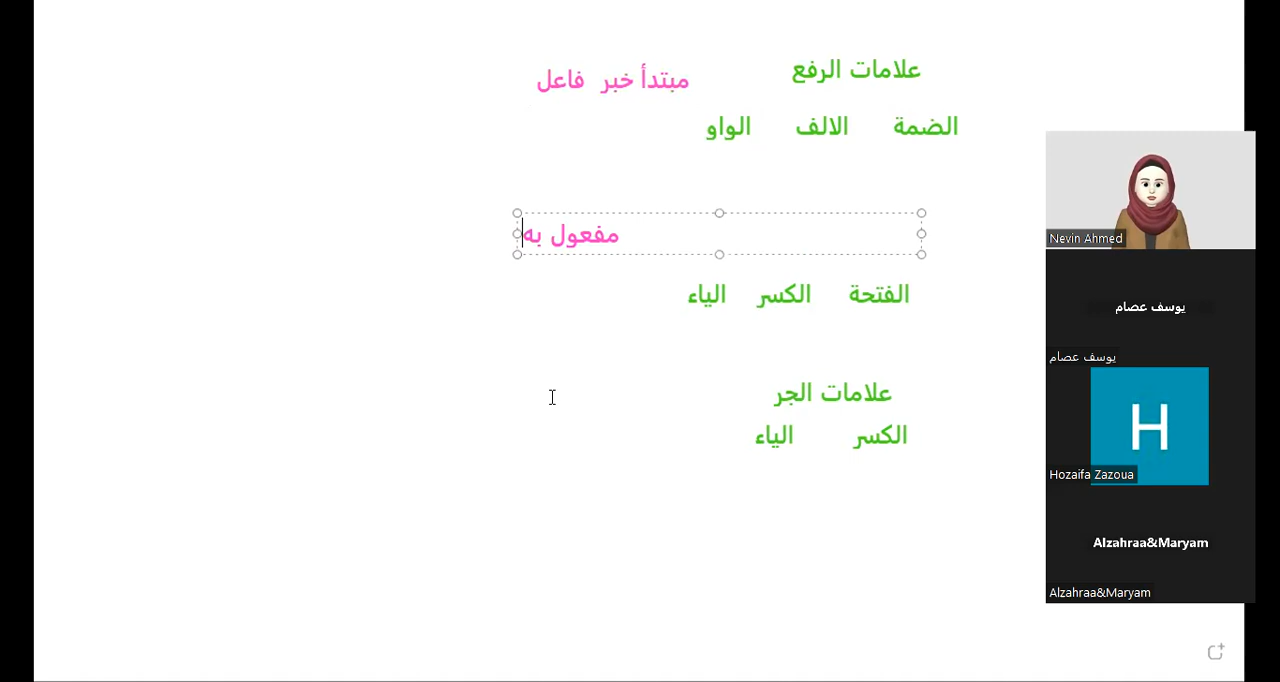 علامات الرفع مبتدأ خبر فاعل
الضمة الالف الواو
مفعول به
الفتحة الكسر الياء
علامات الجر
الكسر الياء
Nevin Ahmed
يوسف عصام
يوسف عصام
H
Hozaifa Zazoua
Alzahraa&Maryam
Alzahraa&Maryam